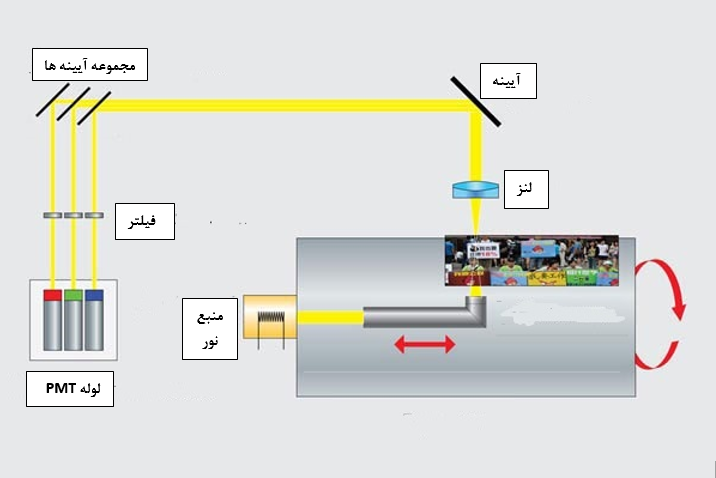 مجموعه آیینه ها
آیینه
لنز
فیلتر
منبع
نور
لوله PMT